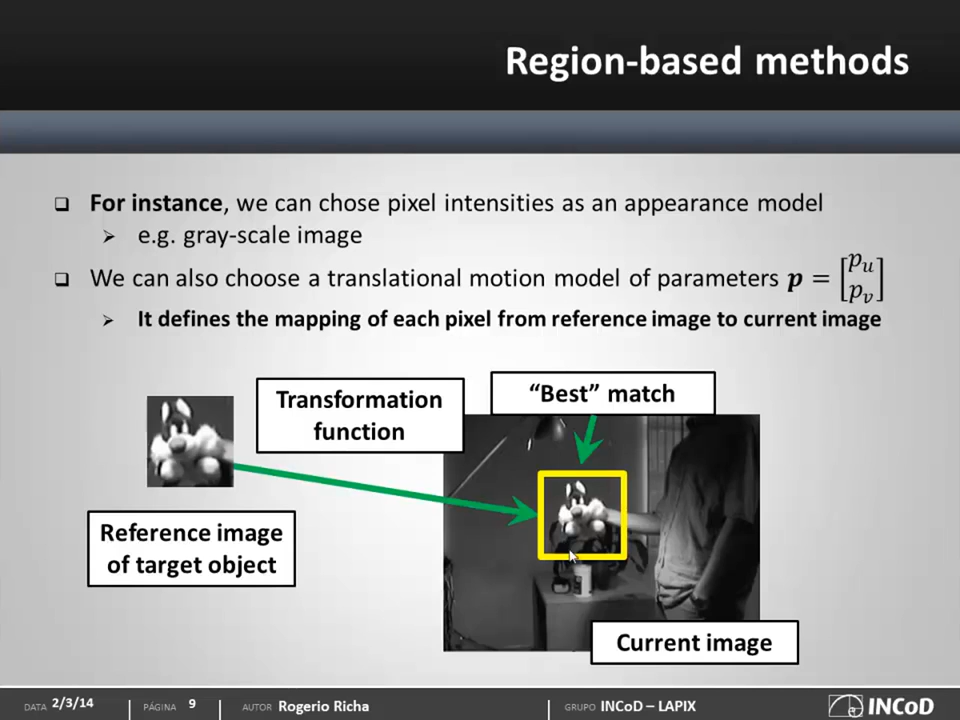 Region-based methods
For instance, we can chose pixel intensities as an appearance model
e.g. gray-scale image
We can also choose a translational motion model of parameters p = [p_u p_v]
It defines the mapping of each pixel from reference image to current image
Transformation
function
“Best” match
Reference image
of target object
Current image
DATA 2/3/14 PÁGINA 9 AUTOR Rogerio Richa GRUPO INCoD – LAPIX INCoD